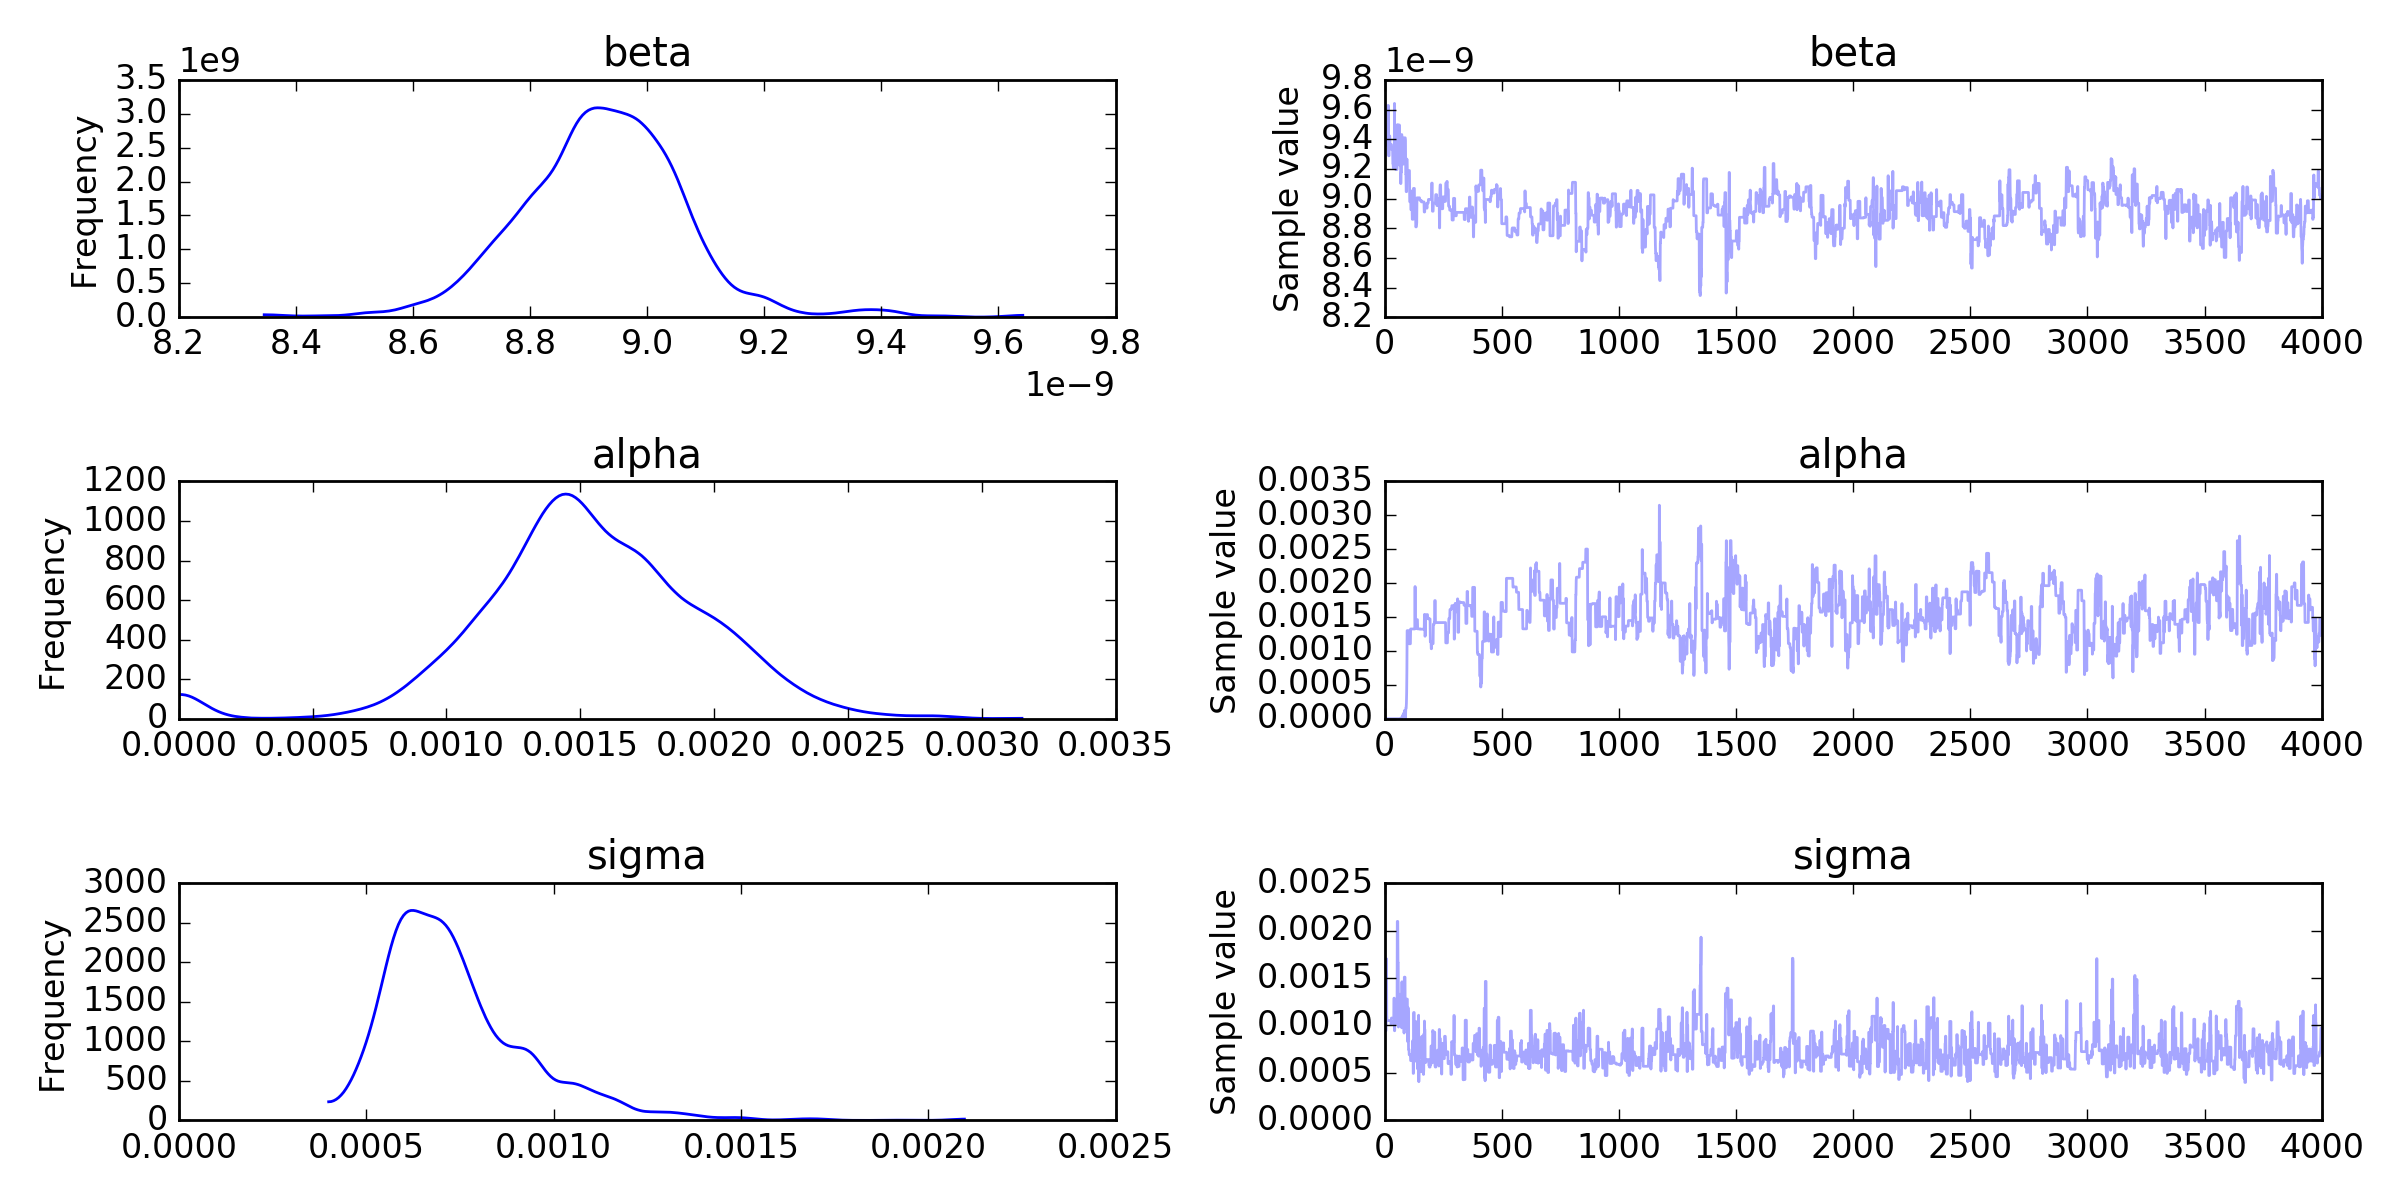 beta
1e9
Frequency
3.5
3.0
2.5
2.0
1.5
1.0
0.5
0.0
8.2 8.4 8.6 8.8 9.0 9.2 9.4 9.6 9.8
1e−9
beta
1e−9
Sample value
9.8
9.6
9.4
9.2
9.0
8.8
8.6
8.4
8.2
0 500 1000 1500 2000 2500 3000 3500 4000
alpha
Frequency
1200
1000
800
600
400
200
0
0.0000 0.0005 0.0010 0.0015 0.0020 0.0025 0.0030 0.0035
alpha
Sample value
0.0035
0.0030
0.0025
0.0020
0.0015
0.0010
0.0005
0.0000
0 500 1000 1500 2000 2500 3000 3500 4000
sigma
Frequency
3000
2500
2000
1500
1000
500
0
0.0000 0.0005 0.0010 0.0015 0.0020 0.0025
sigma
Sample value
0.0025
0.0020
0.0015
0.0010
0.0005
0.0000
0 500 1000 1500 2000 2500 3000 3500 4000